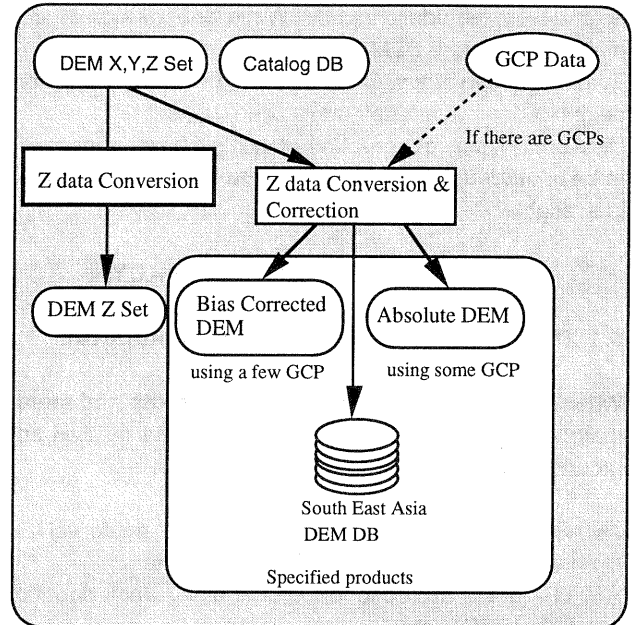 DEM X,Y,Z Set
Catalog DB
GCP Data
If there are GCPs
Z data Conversion
Z data Conversion &
Correction
DEM Z Set
Bias Corrected
DEM
using a few GCP
Absolute DEM
using some GCP
South East Asia
DEM DB
Specified products